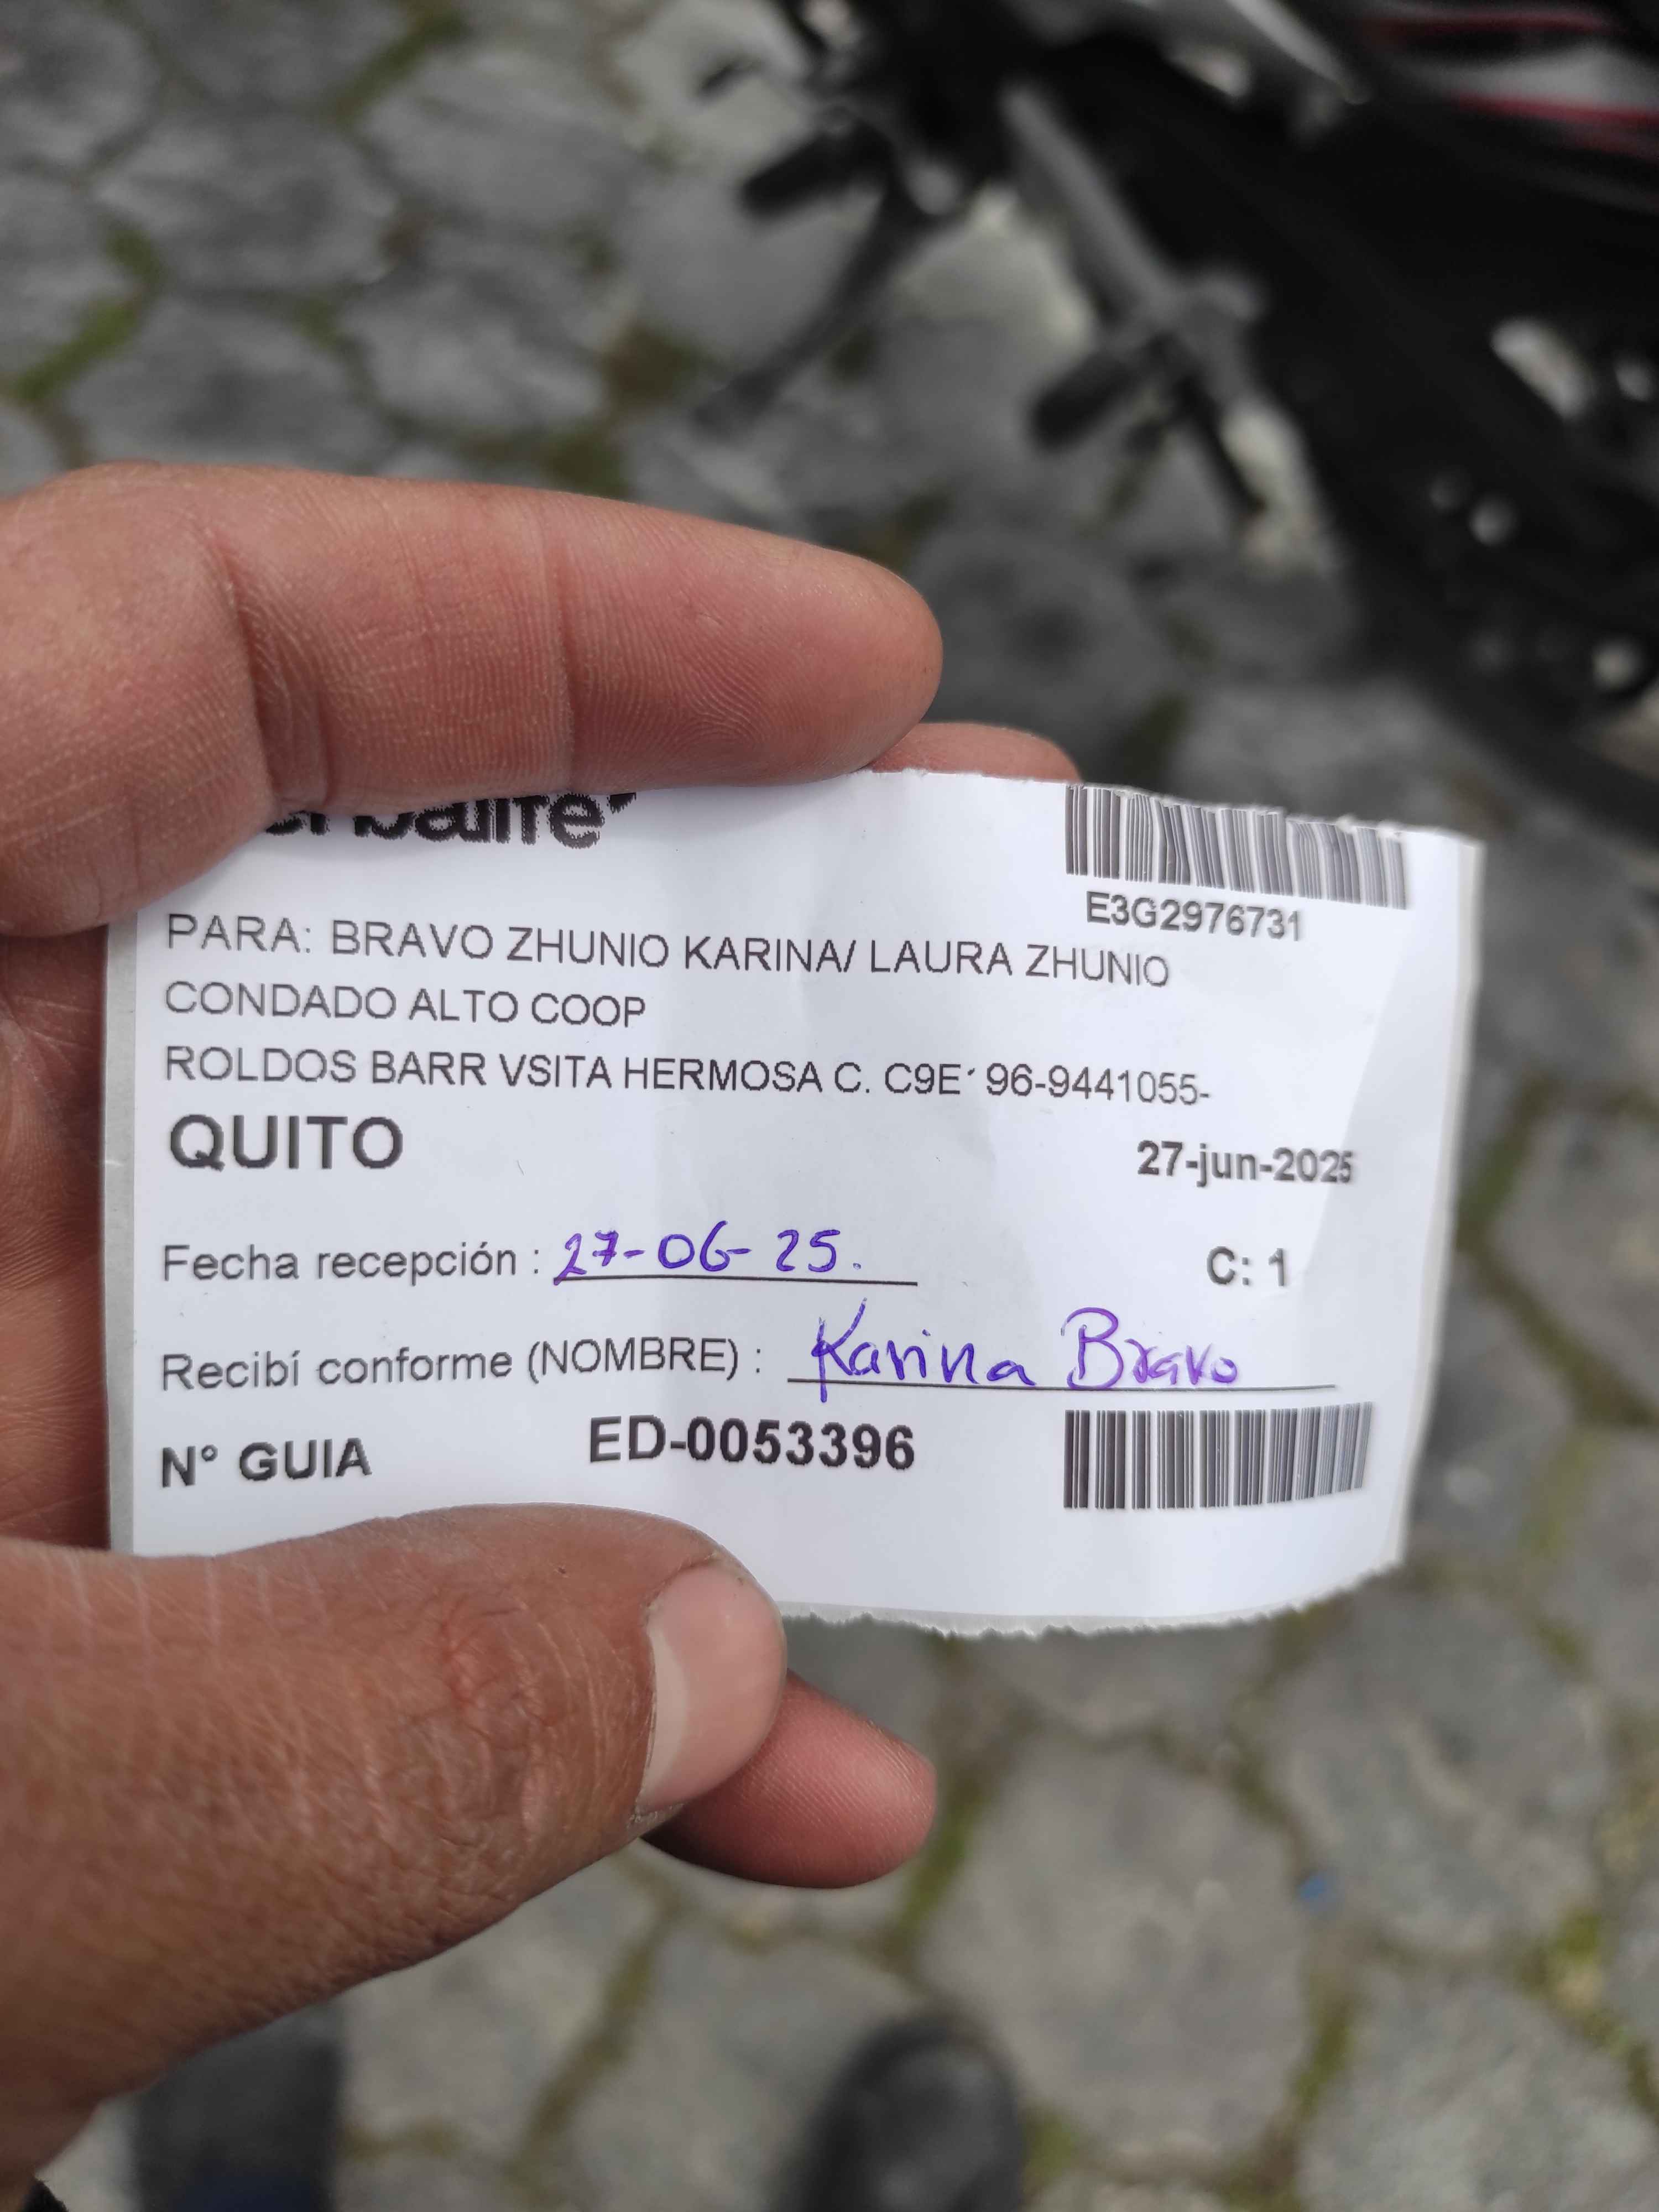 E3G2976731
PARA: BRAVO ZHUNIO KARINA/ LAURA ZHUNIO
CONDADO ALTO COOP
ROLDOS BARR VSITA HERMOSA C. C9E´ 96-9441055-
QUITO
27-jun-2025
Fecha recepción : 27-06-25.
C: 1
Recibí conforme (NOMBRE) : Karina Bravo
N° GUIA ED-0053396